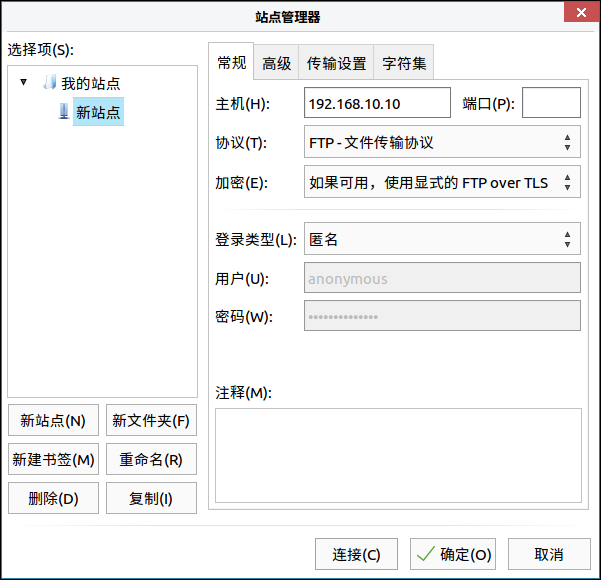 站点管理器
选择项(S):
我的站点
新站点
新站点(N)
新文件夹(F)
新建书签(M)
重命名(R)
删除(D)
复制(I)
常规
高级
传输设置
字符集
主机(H):
192.168.10.10
端口(P):
协议(T):
FTP - 文件传输协议
加密(E):
如果可用，使用显式的 FTP over TLS
登录类型(L):
匿名
用户(U):
anonymous
密码(W):
••••••••••••••
注释(M):
连接(C)
确定(O)
取消